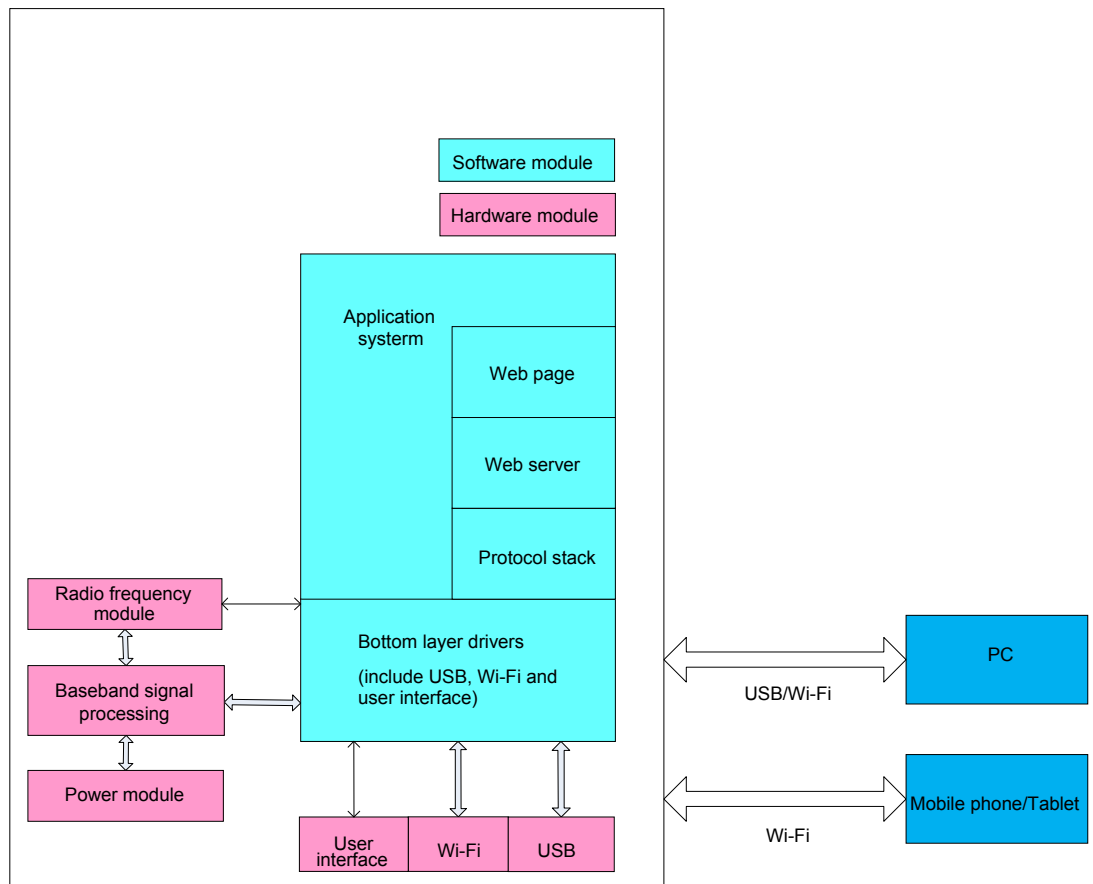 Software module
Hardware module
Application
systerm
Web page
Web server
Protocol stack
Radio frequency
module
Bottom layer drivers
(include USB, Wi-Fi and
user interface)
Baseband signal
processing
Power module
User
interface
Wi-Fi
USB
PC
USB/Wi-Fi
Mobile phone/Tablet
Wi-Fi